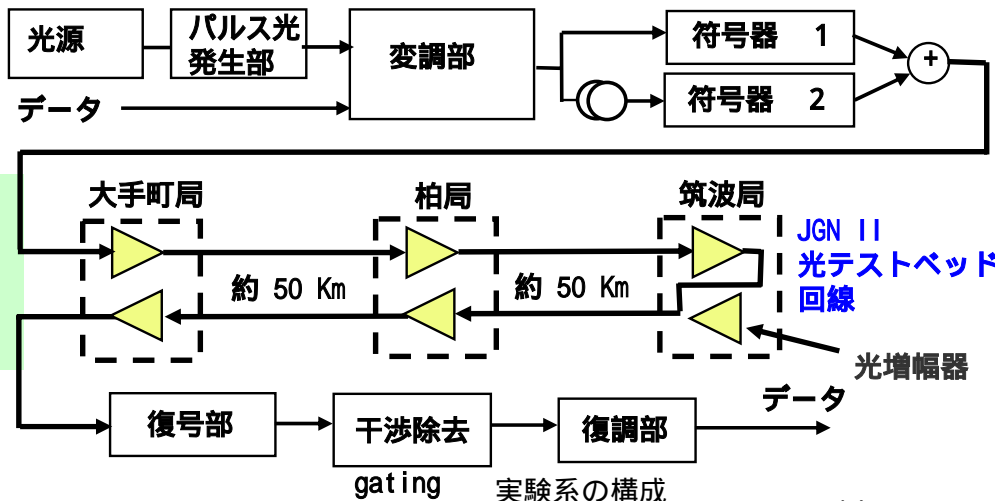 光源
パルス光
発生部
変調部
符号器 1
符号器 2
+
データ
大手町局
柏局
筑波局
JGN II
光テストベッド
回線
約 50 Km
約 50 Km
光増幅器
データ
復号部
干渉除去
復調部
gating
実験系の構成